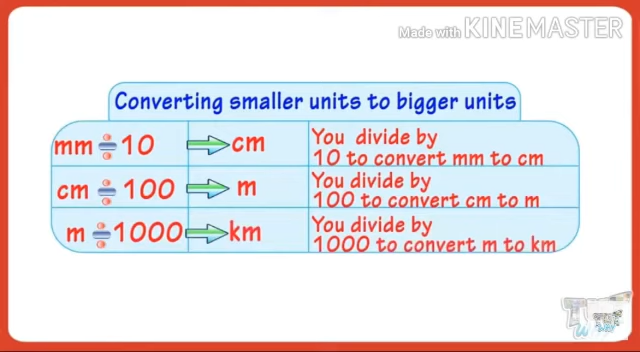 Made with KINEMASTER
Converting smaller units to bigger units
mm ÷ 10 cm You divide by
10 to convert mm to cm
cm ÷ 100 m You divide by
100 to convert cm to m
m ÷ 1000 km You divide by
1000 to convert m to km